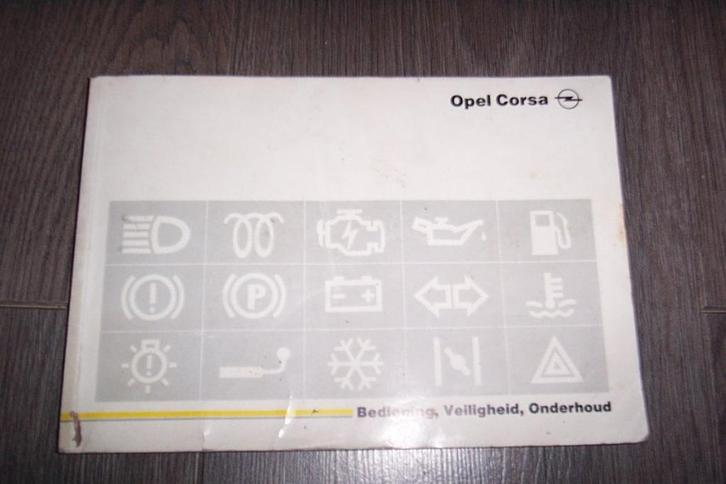 Opel Corsa
P
Bediening, Veiligheid, Onderhoud